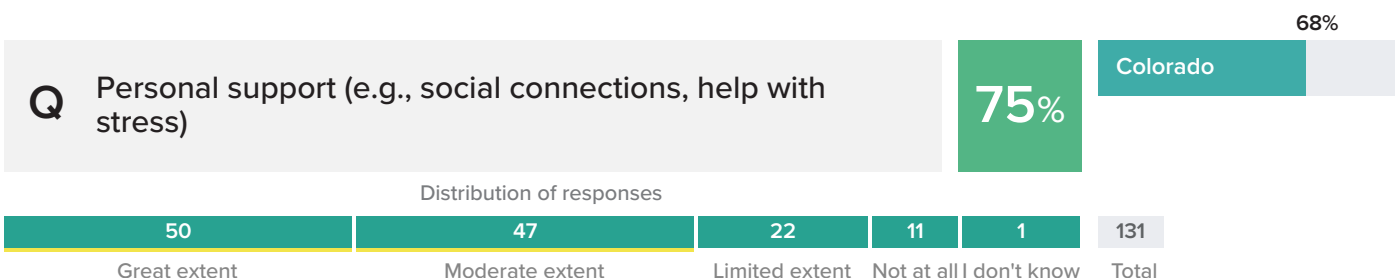 68%
Q
Personal support (e.g., social connections, help with
stress)
75%
Colorado
Distribution of responses
50 47 22 11 1 131
Great extent Moderate extent Limited extent Not at all I don't know Total